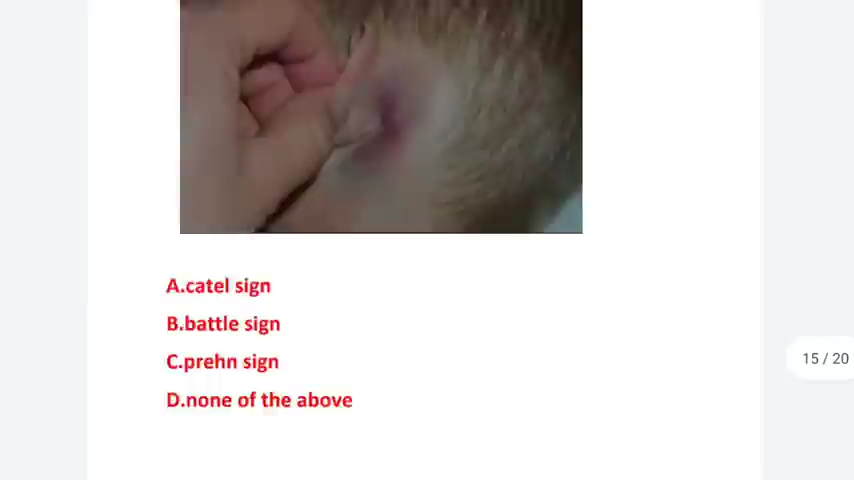 A.catel sign
B.battle sign
C.prehn sign
15 / 20
D.none of the above